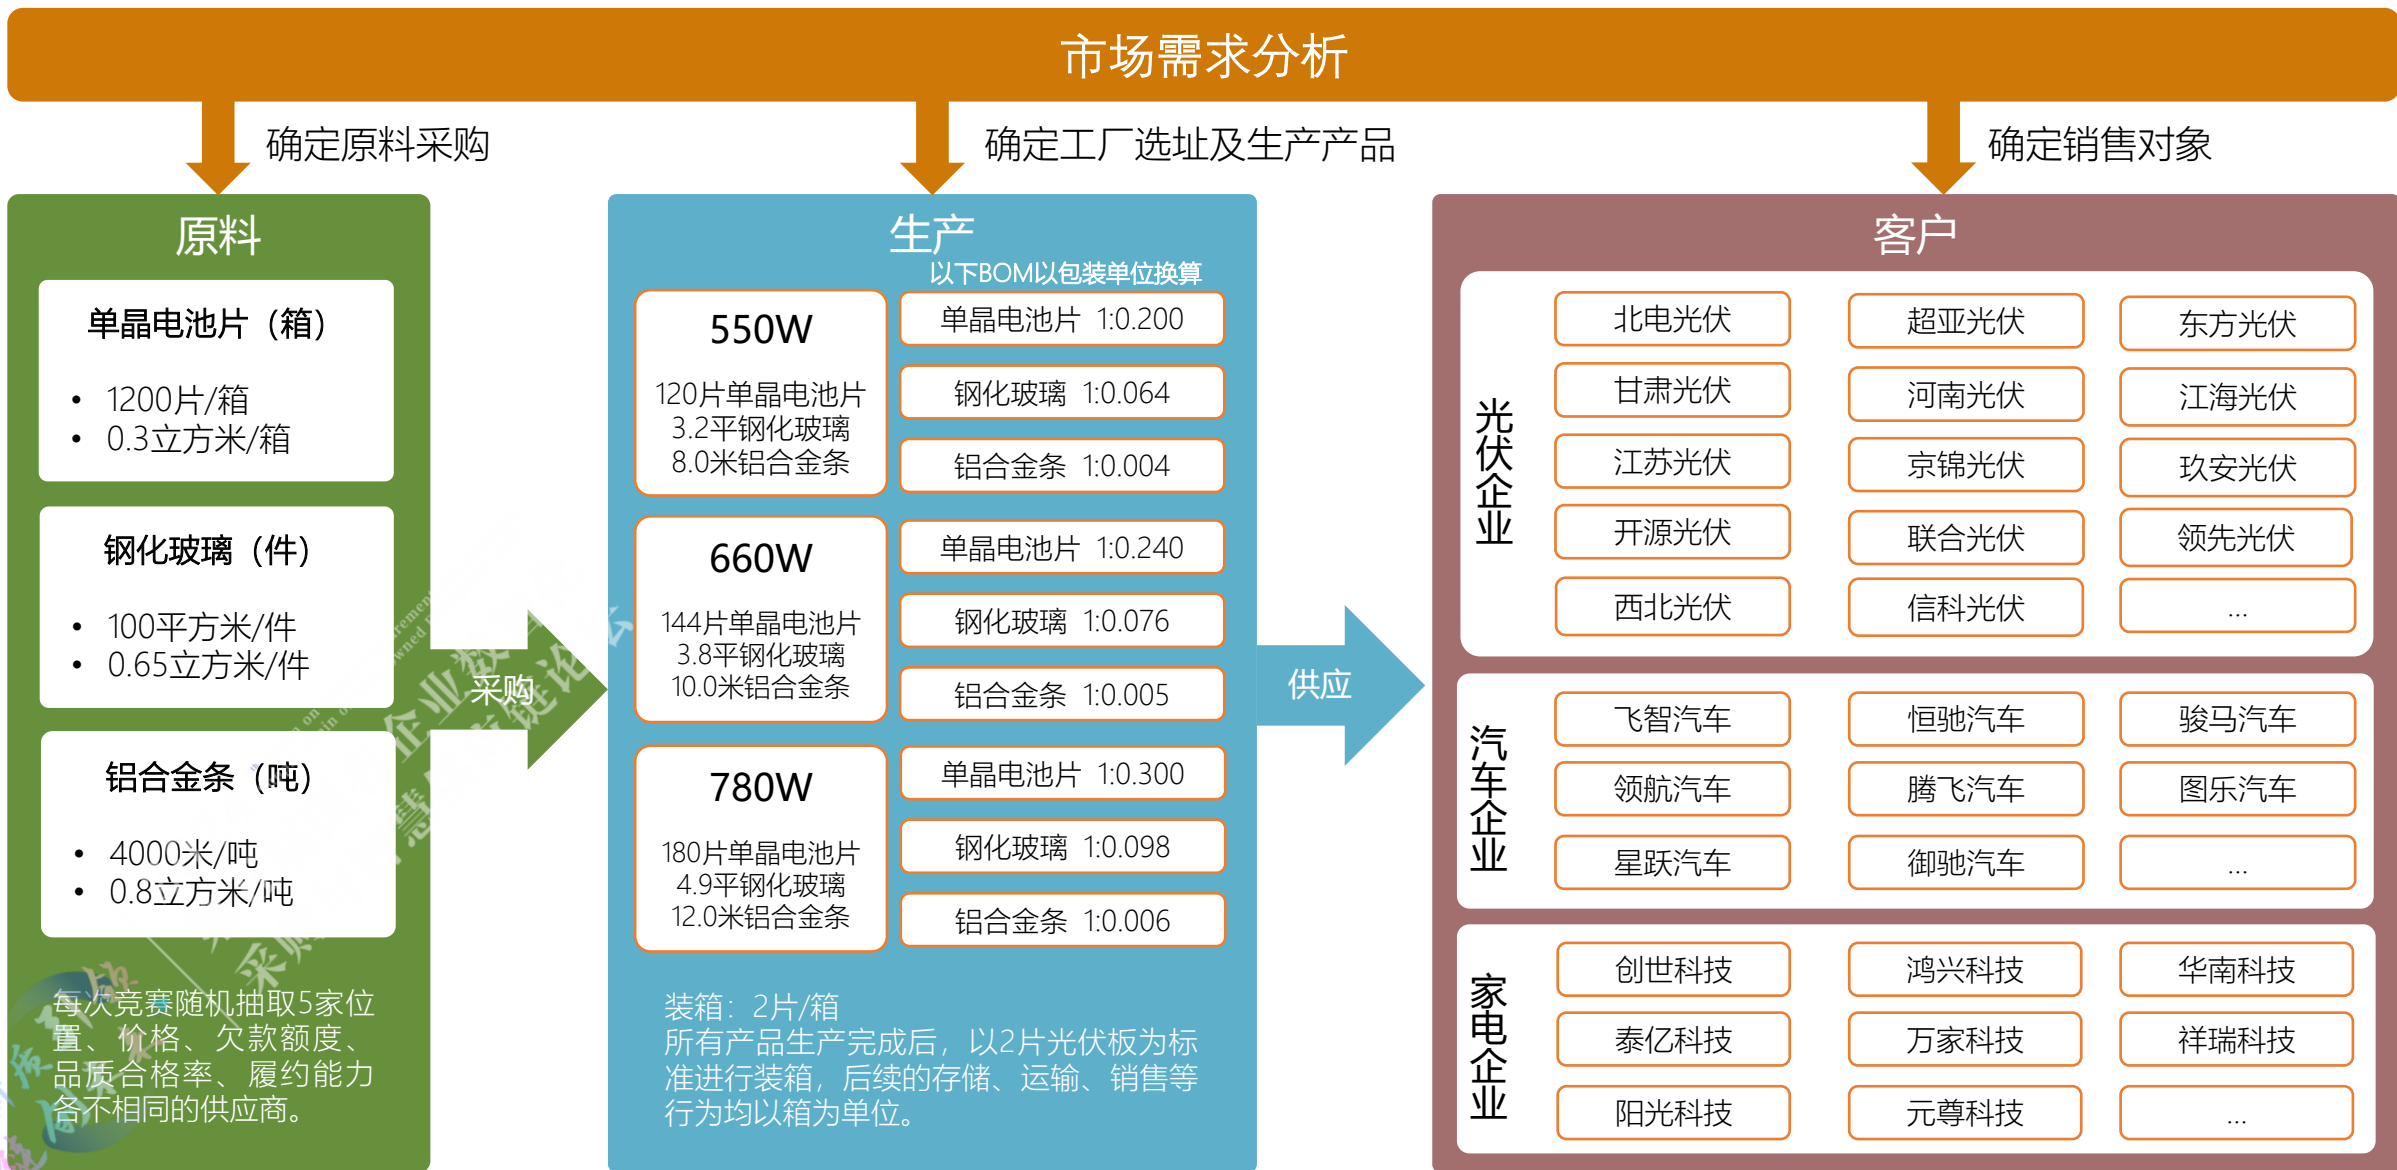 市场需求分析
确定原料采购
确定工厂选址及生产产品
确定销售对象
原料
单晶电池片（箱）
• 1200片/箱
• 0.3立方米/箱
钢化玻璃（件）
• 100平方米/件
• 0.65立方米/件
铝合金条（吨）
• 4000米/吨
• 0.8立方米/吨
每次竞赛随机抽取5家位
置、价格、欠款额度、
品质合格率、履约能力
各不相同的供应商。
采购
生产
以下BOM以包装单位换算
550W
120片单晶电池片
3.2平钢化玻璃
8.0米铝合金条
单晶电池片 1:0.200
钢化玻璃 1:0.064
铝合金条 1:0.004
660W
144片单晶电池片
3.8平钢化玻璃
10.0米铝合金条
单晶电池片 1:0.240
钢化玻璃 1:0.076
铝合金条 1:0.005
780W
180片单晶电池片
4.9平钢化玻璃
12.0米铝合金条
单晶电池片 1:0.300
钢化玻璃 1:0.098
铝合金条 1:0.006
装箱：2片/箱
所有产品生产完成后，以2片光伏板为标
准进行装箱，后续的存储、运输、销售等
行为均以箱为单位。
供应
客户
光伏企业
北电光伏 超亚光伏 东方光伏
甘肃光伏 河南光伏 江海光伏
江苏光伏 京锦光伏 玖安光伏
开源光伏 联合光伏 领先光伏
西北光伏 信科光伏 ...
汽车企业
飞智汽车 恒驰汽车 骏马汽车
领航汽车 腾飞汽车 图乐汽车
星跃汽车 御驰汽车 ...
家电企业
创世科技 鸿兴科技 华南科技
泰亿科技 万家科技 祥瑞科技
阳光科技 元尊科技 ...